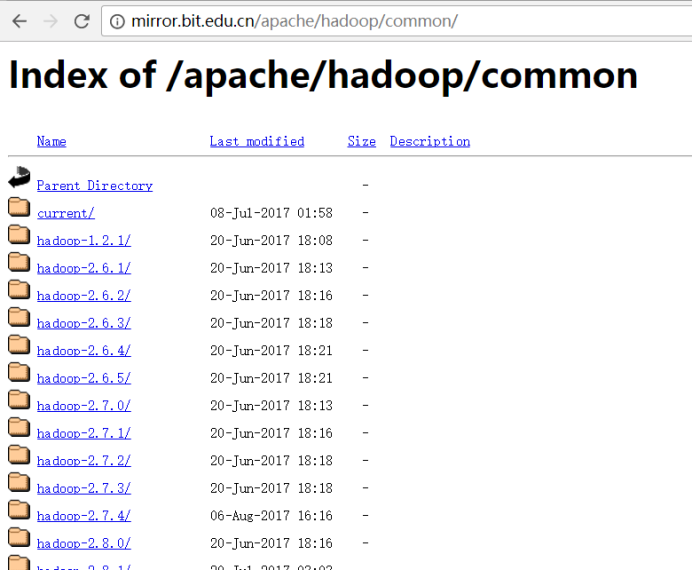 mirror.bit.edu.cn/apache/hadoop/common/
Index of /apache/hadoop/common
Name Last modified Size Description
Parent Directory -
current/ 08-Jul-2017 01:58 -
hadoop-1.2.1/ 20-Jun-2017 18:08 -
hadoop-2.6.1/ 20-Jun-2017 18:13 -
hadoop-2.6.2/ 20-Jun-2017 18:16 -
hadoop-2.6.3/ 20-Jun-2017 18:18 -
hadoop-2.6.4/ 20-Jun-2017 18:21 -
hadoop-2.6.5/ 20-Jun-2017 18:21 -
hadoop-2.7.0/ 20-Jun-2017 18:13 -
hadoop-2.7.1/ 20-Jun-2017 18:16 -
hadoop-2.7.2/ 20-Jun-2017 18:18 -
hadoop-2.7.3/ 20-Jun-2017 18:18 -
hadoop-2.7.4/ 06-Aug-2017 16:16 -
hadoop-2.8.0/ 20-Jun-2017 18:16 -